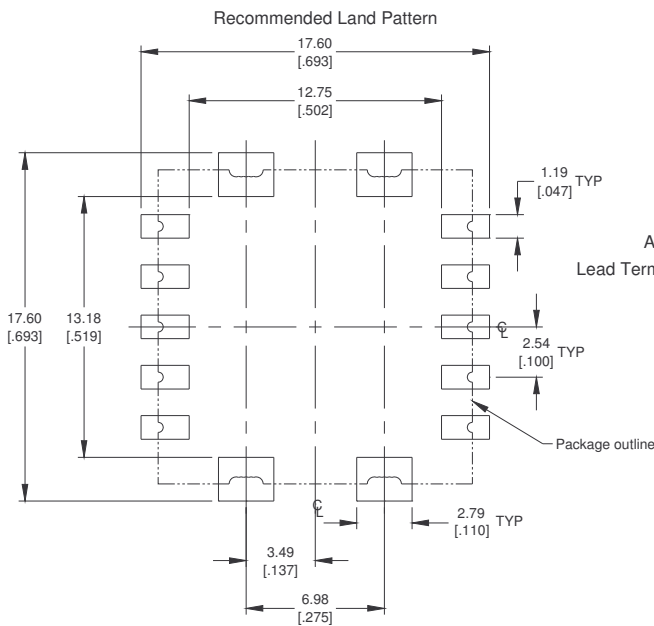 Recommended Land Pattern
17.60
[.693]
12.75
[.502]
1.19 TYP
[.047]
A
Lead Term
17.60
[.693]
13.18
[.519]
℄
2.54 TYP
[.100]
Package outline
℄
2.79 TYP
[.110]
3.49
[.137]
6.98
[.275]